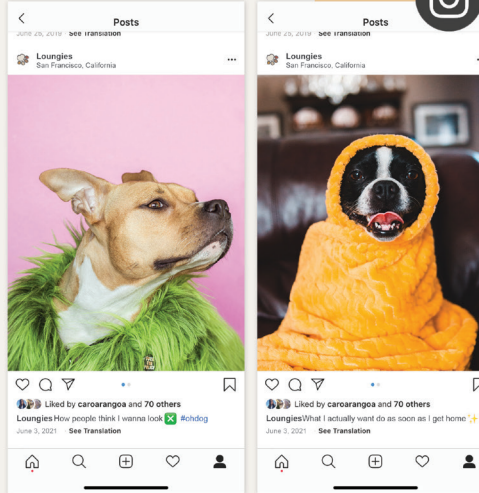 Posts
June 25, 2019 See Translation
Loungies
San Francisco, California
Liked by caroarangoa and 70 others
Loungies How people think I wanna look ❎ #ohdog
June 3, 2021 · See Translation
Posts
June 25, 2019 See Translation
Loungies
San Francisco, California
Liked by caroarangoa and 70 others
Loungies What I actually want do as soon as I get home ✨
June 3, 2021 · See Translation